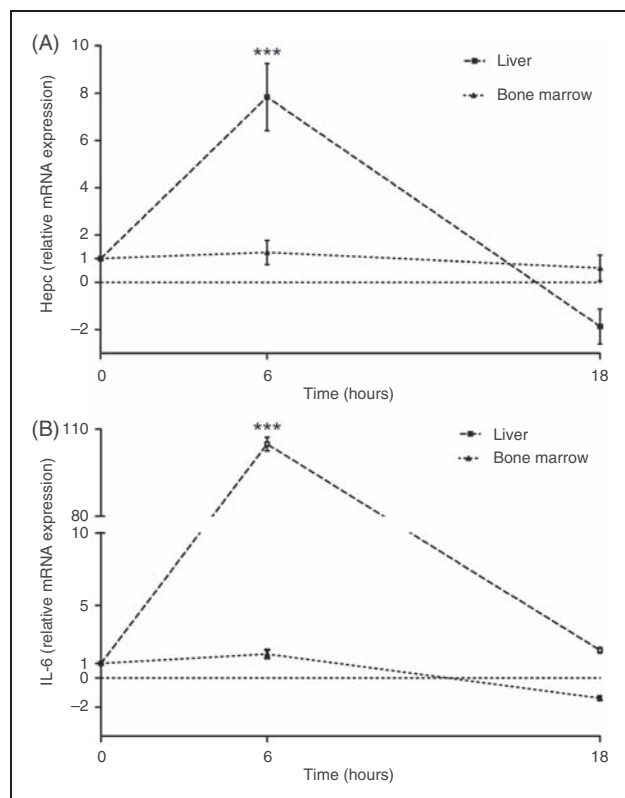 (A)
Hepc (relative mRNA expression)
10
8
6
4
2
1
0
–2
***
Liver
Bone marrow
0
6
18
Time (hours)
(B)
IL-6 (relative mRNA expression)
110
80
10
5
1
0
–2
***
Liver
Bone marrow
0
6
18
Time (hours)